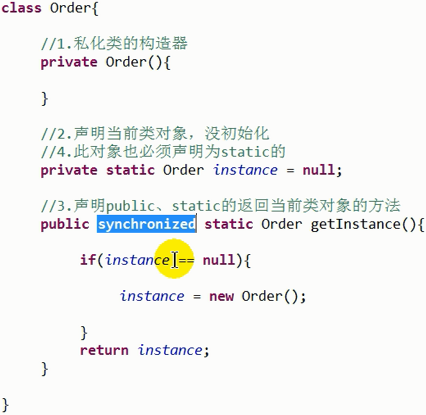 class Order{
//1.私化类的构造器
private Order(){
}
//2.声明当前类对象，没初始化
//4.此对象也必须声明为static的
private static Order instance = null;
//3.声明public、static的返回当前类对象的方法
public synchronized static Order getInstance(){
if(instance == null){
instance = new Order();
}
return instance;
}
}